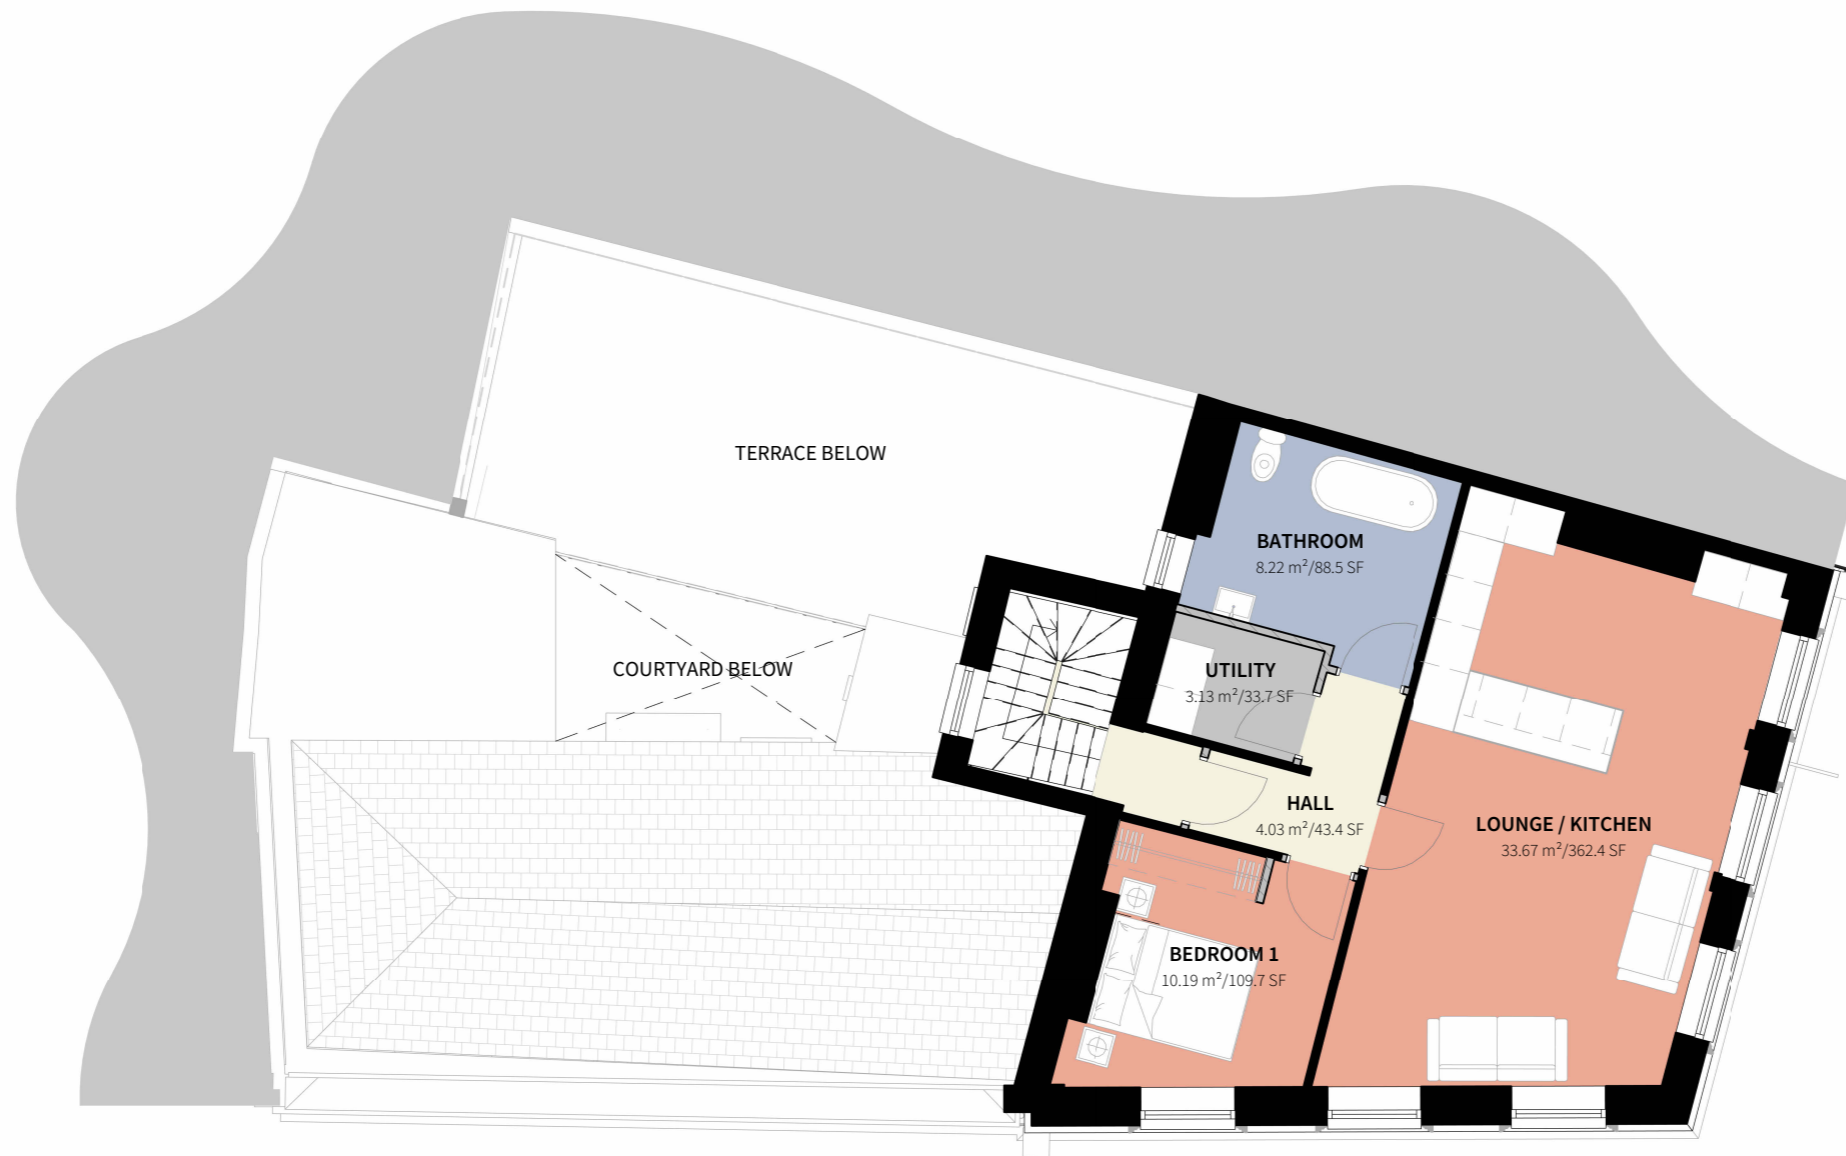 TERRACE BELOW
BATHROOM
8.22 m²/88.5 SF
COURTYARD BELOW
UTILITY
3.13 m²/33.7 SF
HALL
4.03 m²/43.4 SF
LOUNGE / KITCHEN
33.67 m²/362.4 SF
BEDROOM 1
10.19 m²/109.7 SF